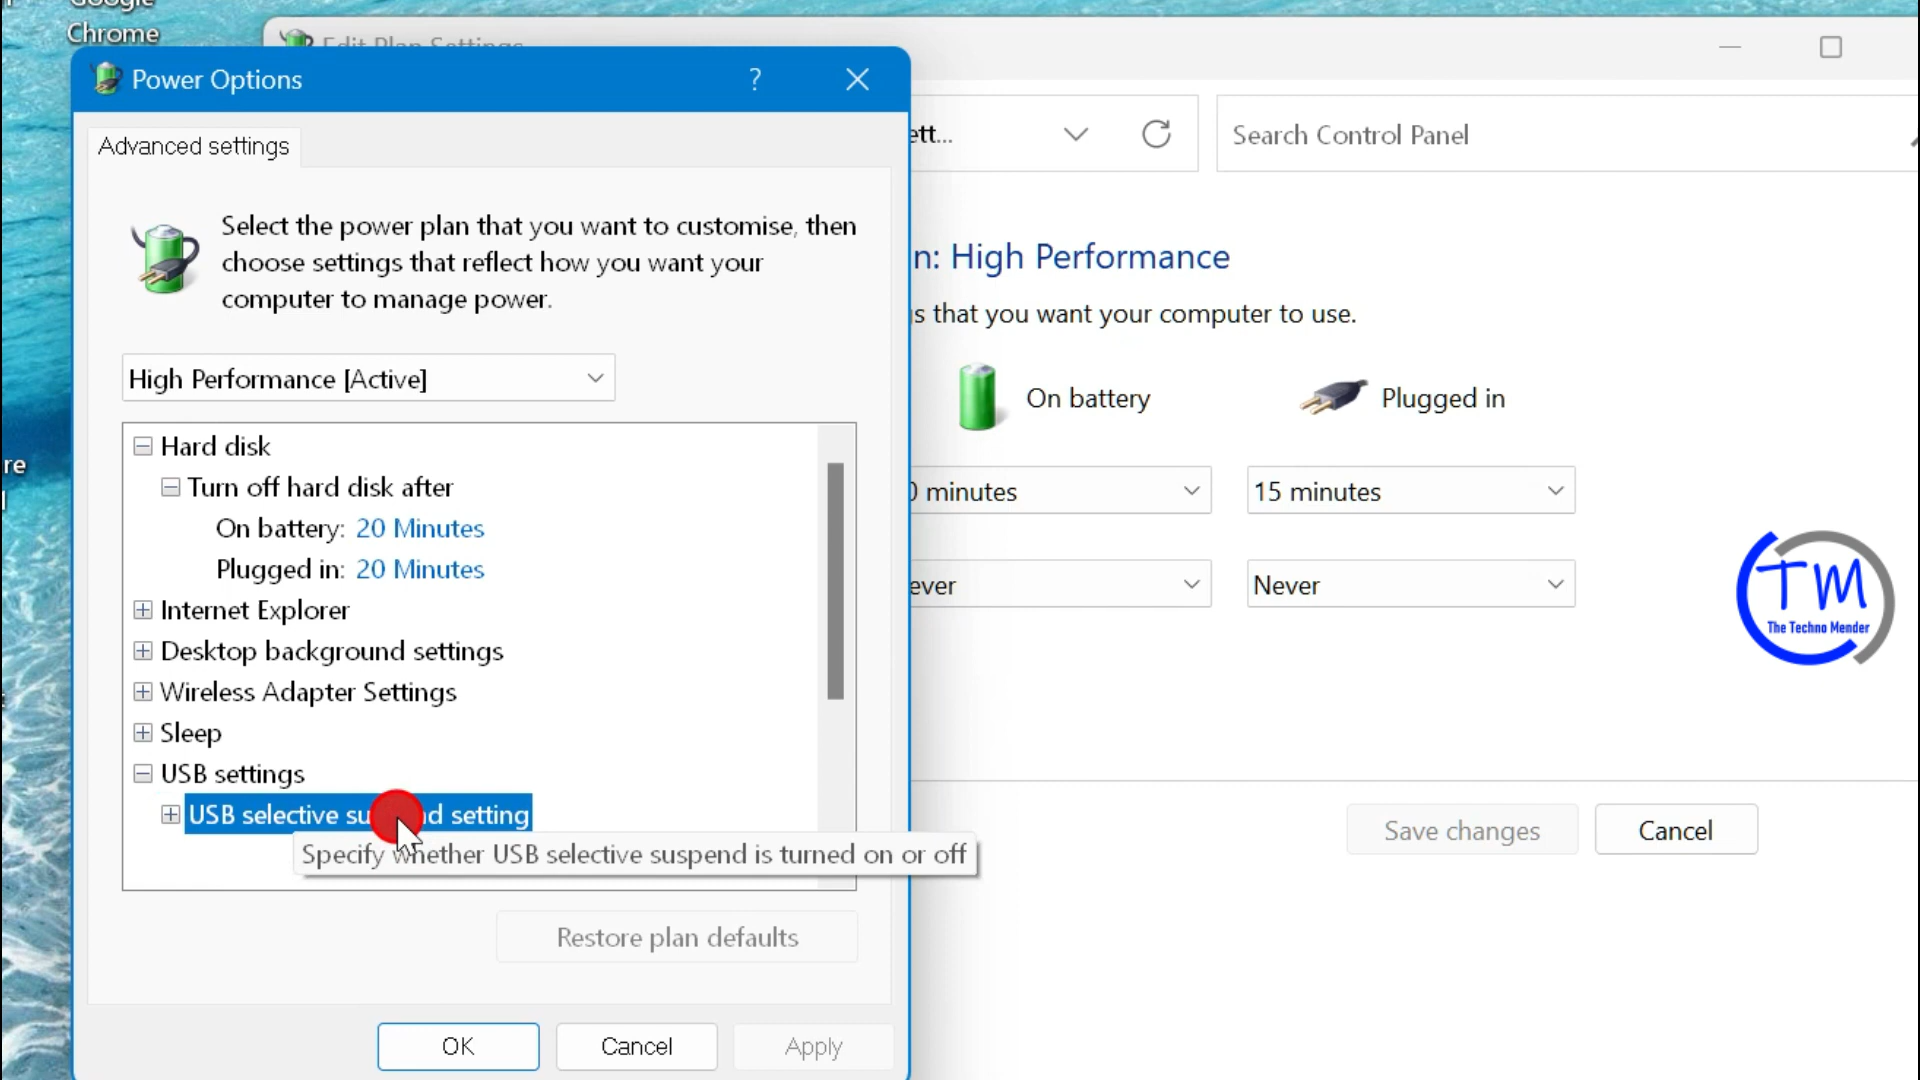 Google
Chrome
Edit Plan Settings
Power Options
?
Advanced settings
ett...
Search Control Panel
Select the power plan that you want to customise, then
choose settings that reflect how you want your
computer to manage power.
n: High Performance
s that you want your computer to use.
High Performance [Active]
On battery
Plugged in
Hard disk
Turn off hard disk after
On battery: 20 Minutes
Plugged in: 20 Minutes
Internet Explorer
Desktop background settings
Wireless Adapter Settings
Sleep
USB settings
USB selective su d setting
Specify whether USB selective suspend is turned on or off
0 minutes
15 minutes
ever
Never
re
TM
The Techno Mender
Restore plan defaults
Save changes
Cancel
OK
Cancel
Apply